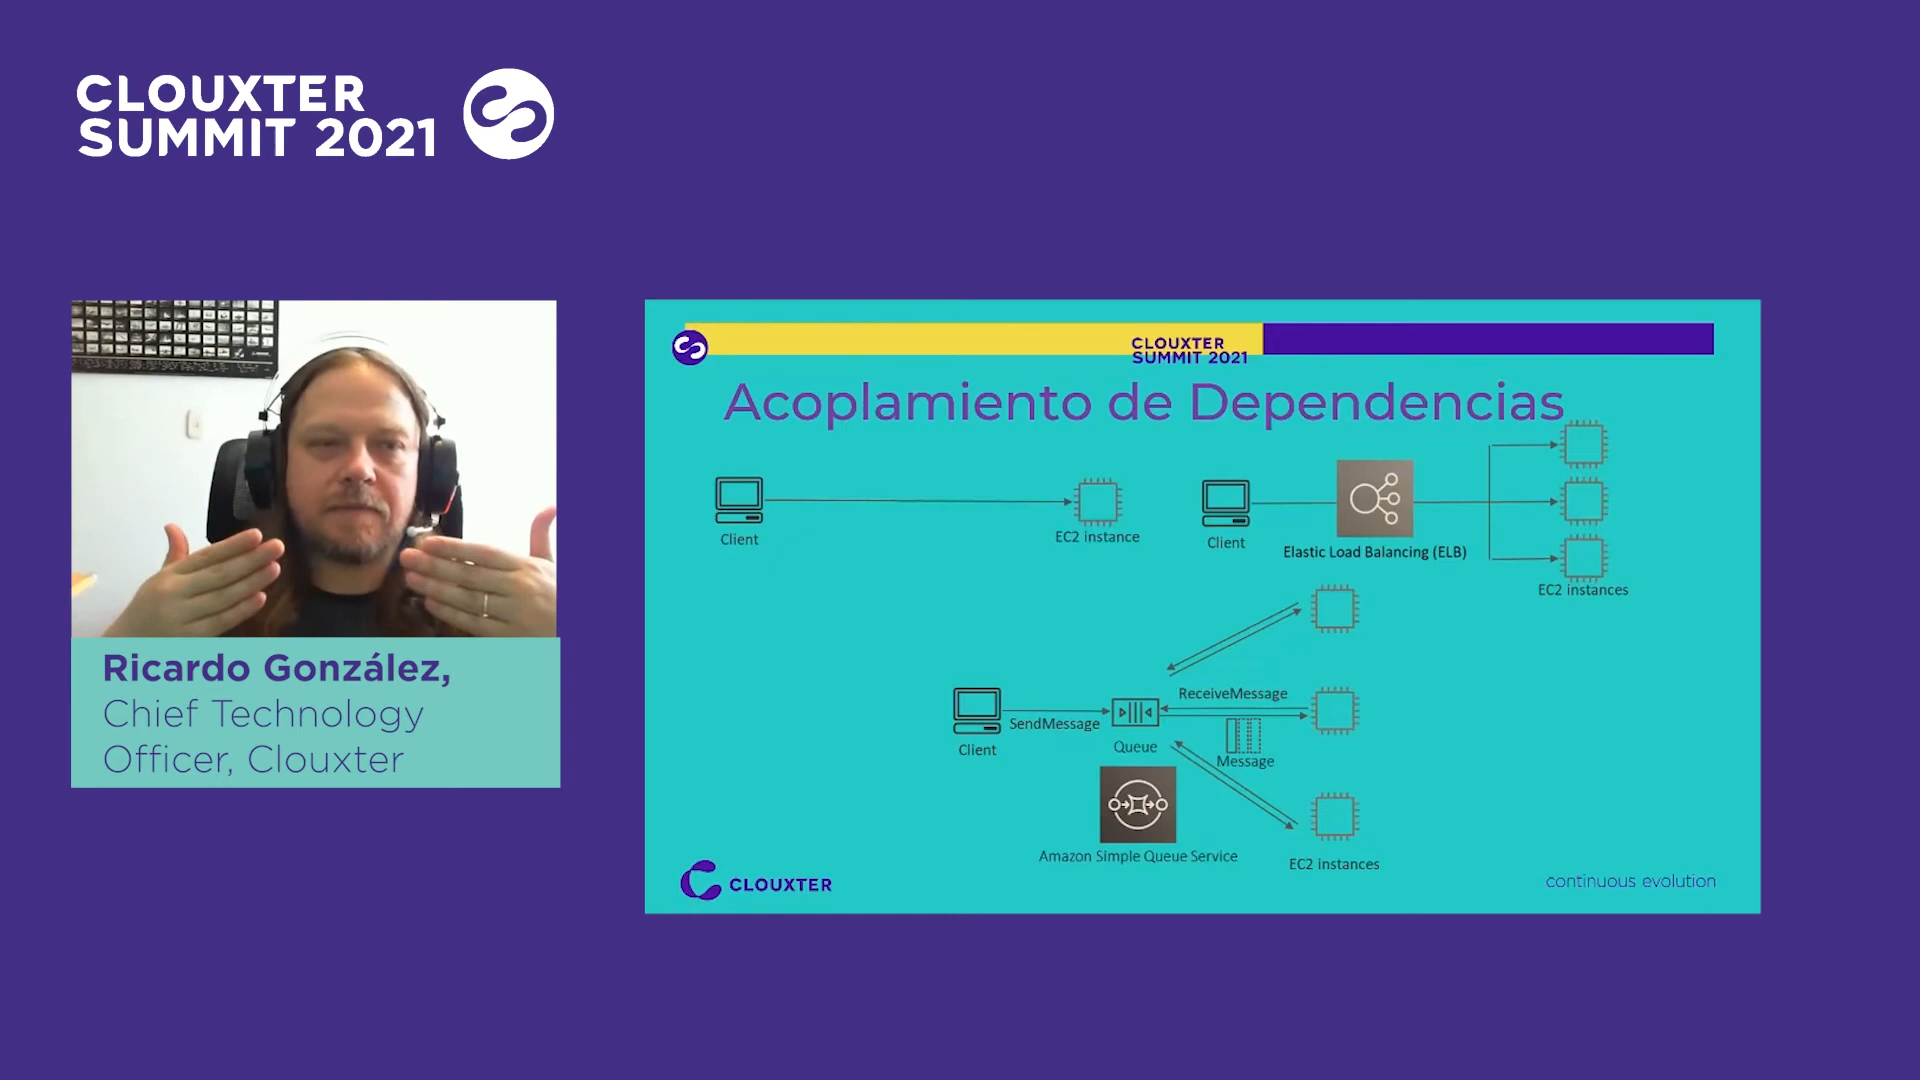 CLOUXTER
SUMMIT 2021
Ricardo González,
Chief Technology
Officer, Clouxter
CLOUXTER
SUMMIT 2021
Acoplamiento de Dependencias
Client
EC2 instance
Client
Elastic Load Balancing (ELB)
EC2 instances
Client
SendMessage
Queue
ReceiveMessage
Message
Amazon Simple Queue Service
EC2 instances
CLOUXTER
continuous evolution